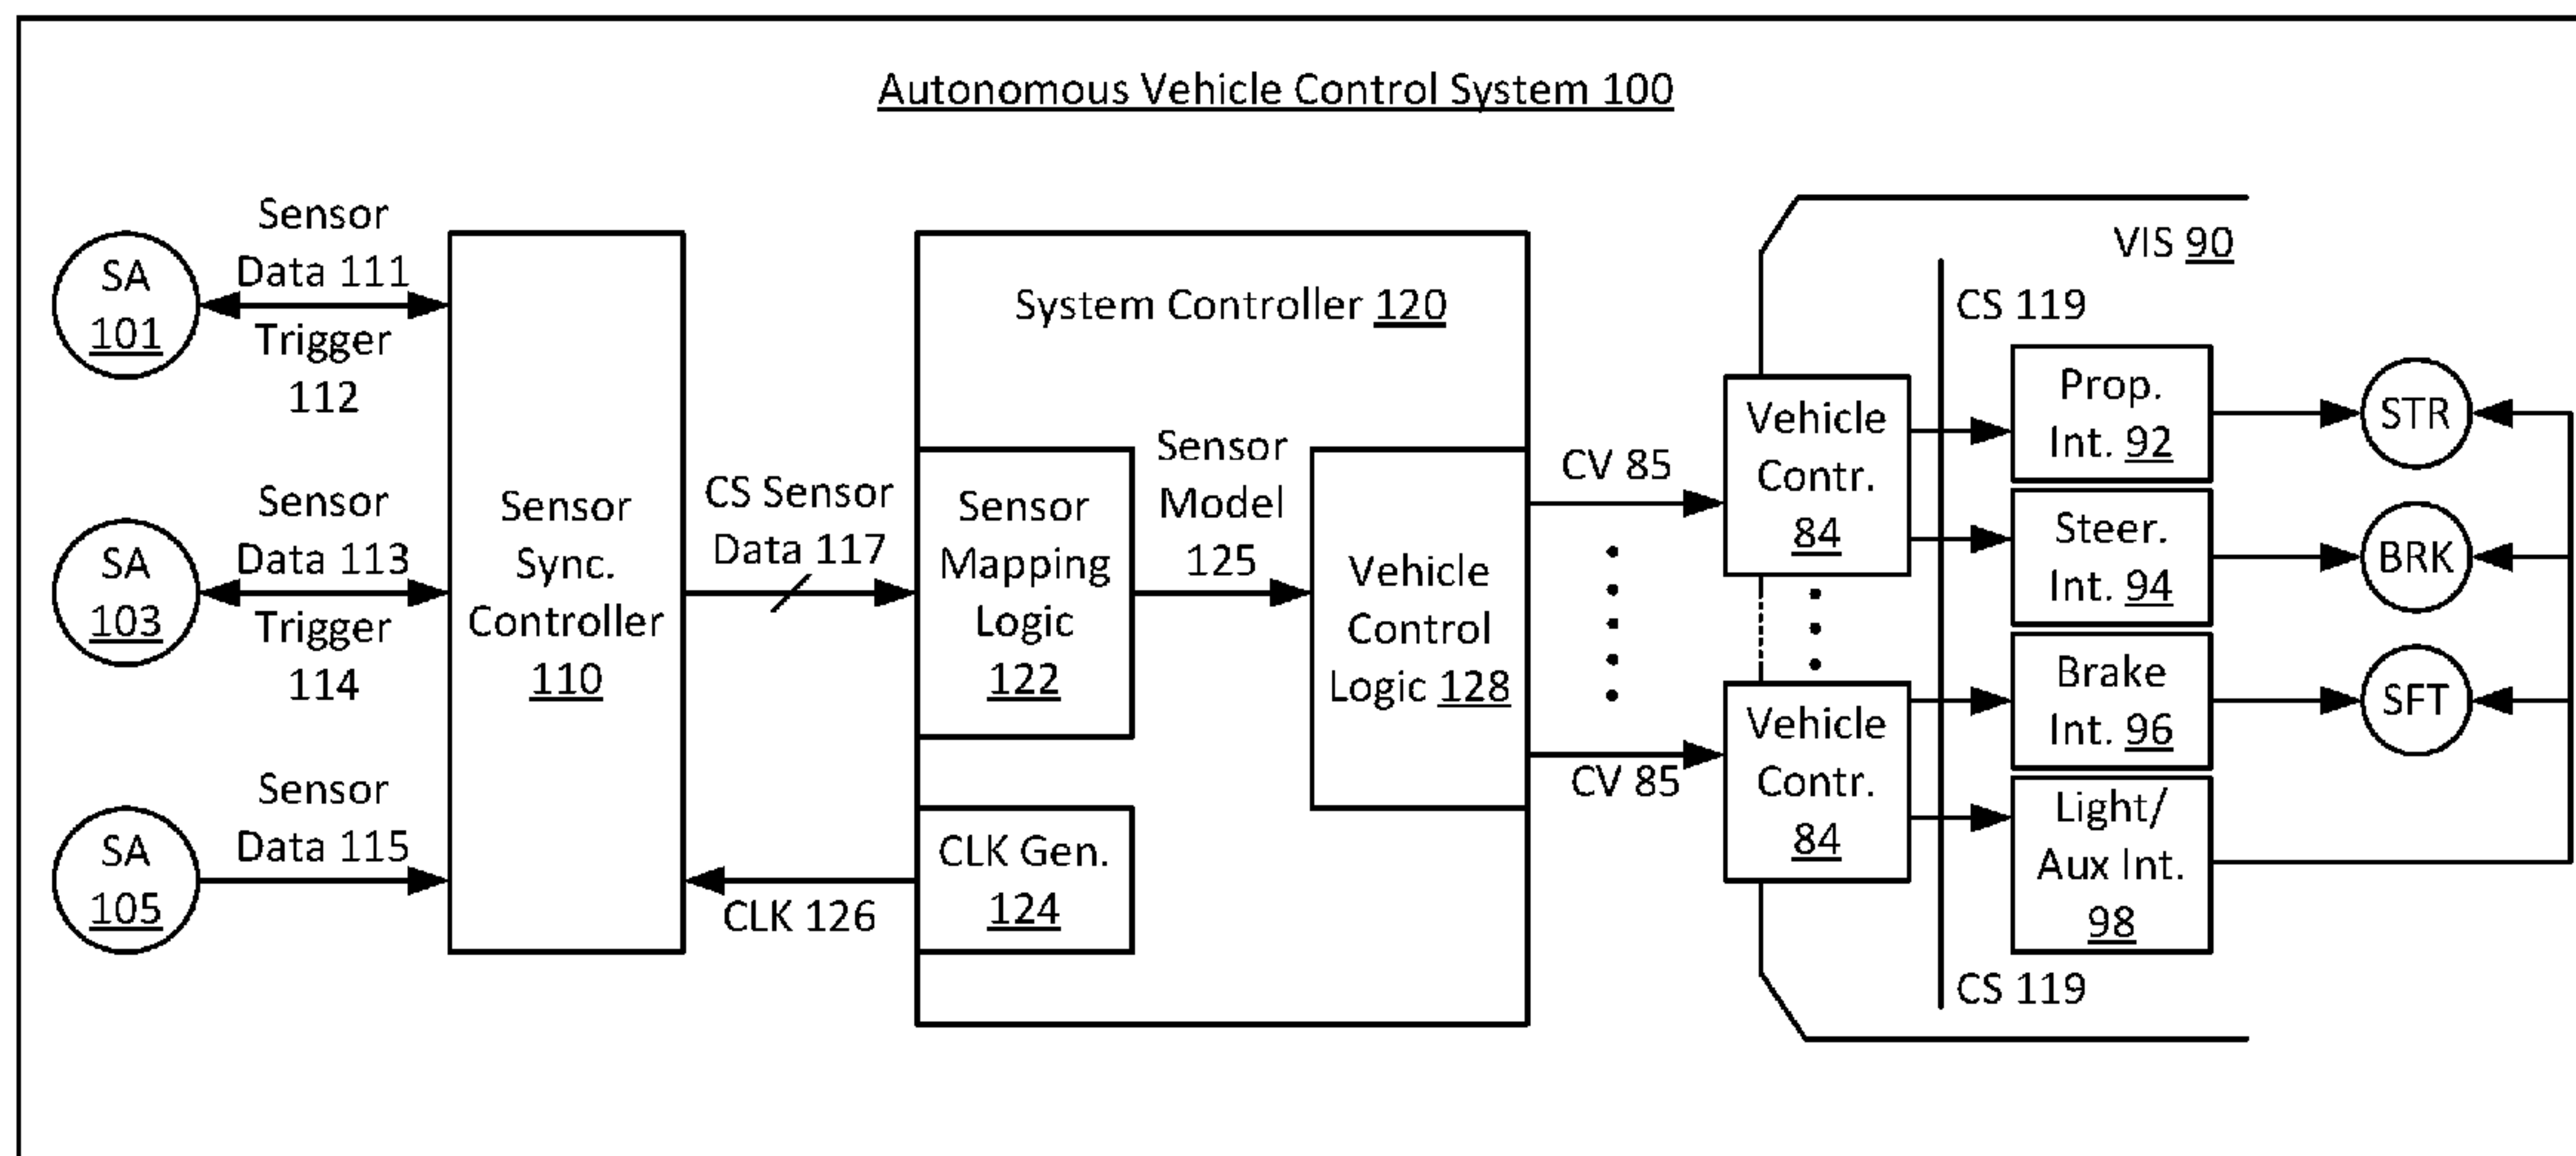 Autonomous Vehicle Control System 100
SA
101
Sensor
Data 111
Trigger
112
SA
103
Sensor
Data 113
Trigger
114
SA
105
Sensor
Data 115
Sensor
Sync.
Controller
110
CS Sensor
Data 117
CLK 126
System Controller 120
Sensor
Mapping
Logic
122
Sensor
Model
125
CLK Gen.
124
Vehicle
Control
Logic 128
CV 85
CV 85
VIS 90
Vehicle
Contr.
84
Vehicle
Contr.
84
CS 119
Prop.
Int. 92
Steer.
Int. 94
Brake
Int. 96
Light/
Aux Int.
98
CS 119
STR
BRK
SFT